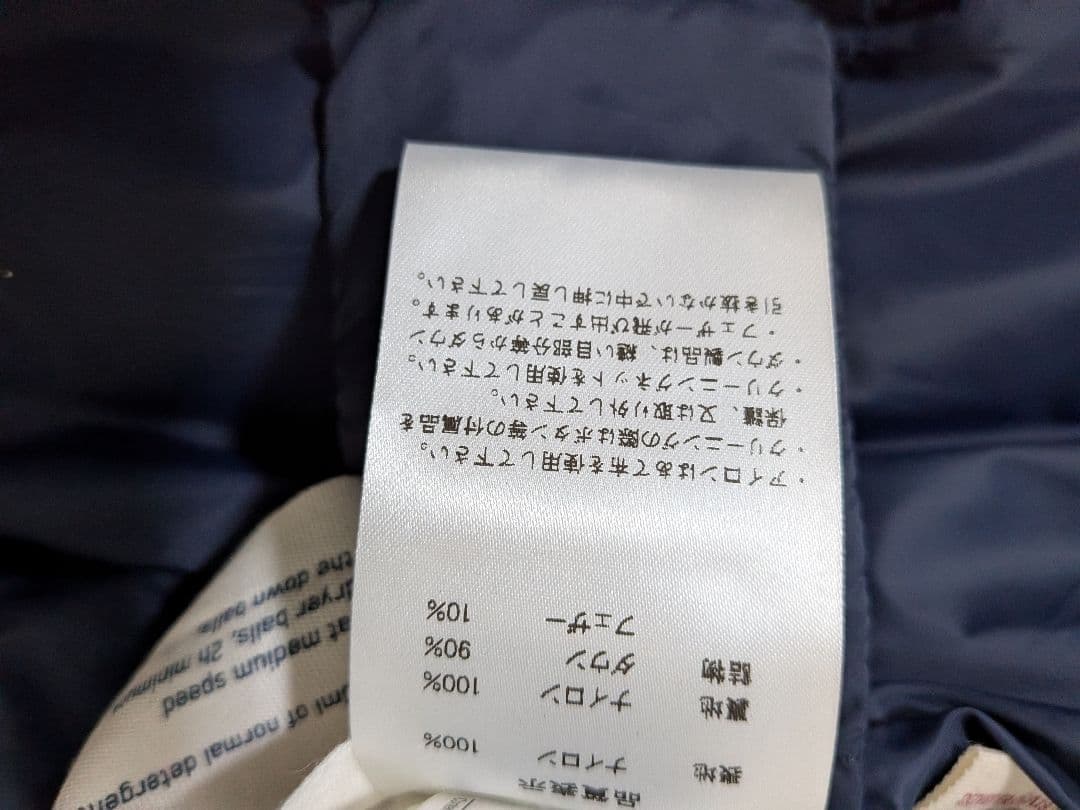 品質表示
表地 ナイロン 100%
裏地 ナイロン 100%
詰物 ダウン 90%
フェザー 10%
・アイロンはあて布を使用して下さい。
・クリーニングの際はボタン等の付属品を
保護、又は取り外して下さい。
・クリーニングネットを使用して下さい。
・ダウン製品は、縫い目部分等からダウン
・フェザーが飛び出すことがあります。
引き抜かないで中に押し戻して下さい。
of normal detergent
at medium speed
dryer balls, 2h minimum
the down balls.